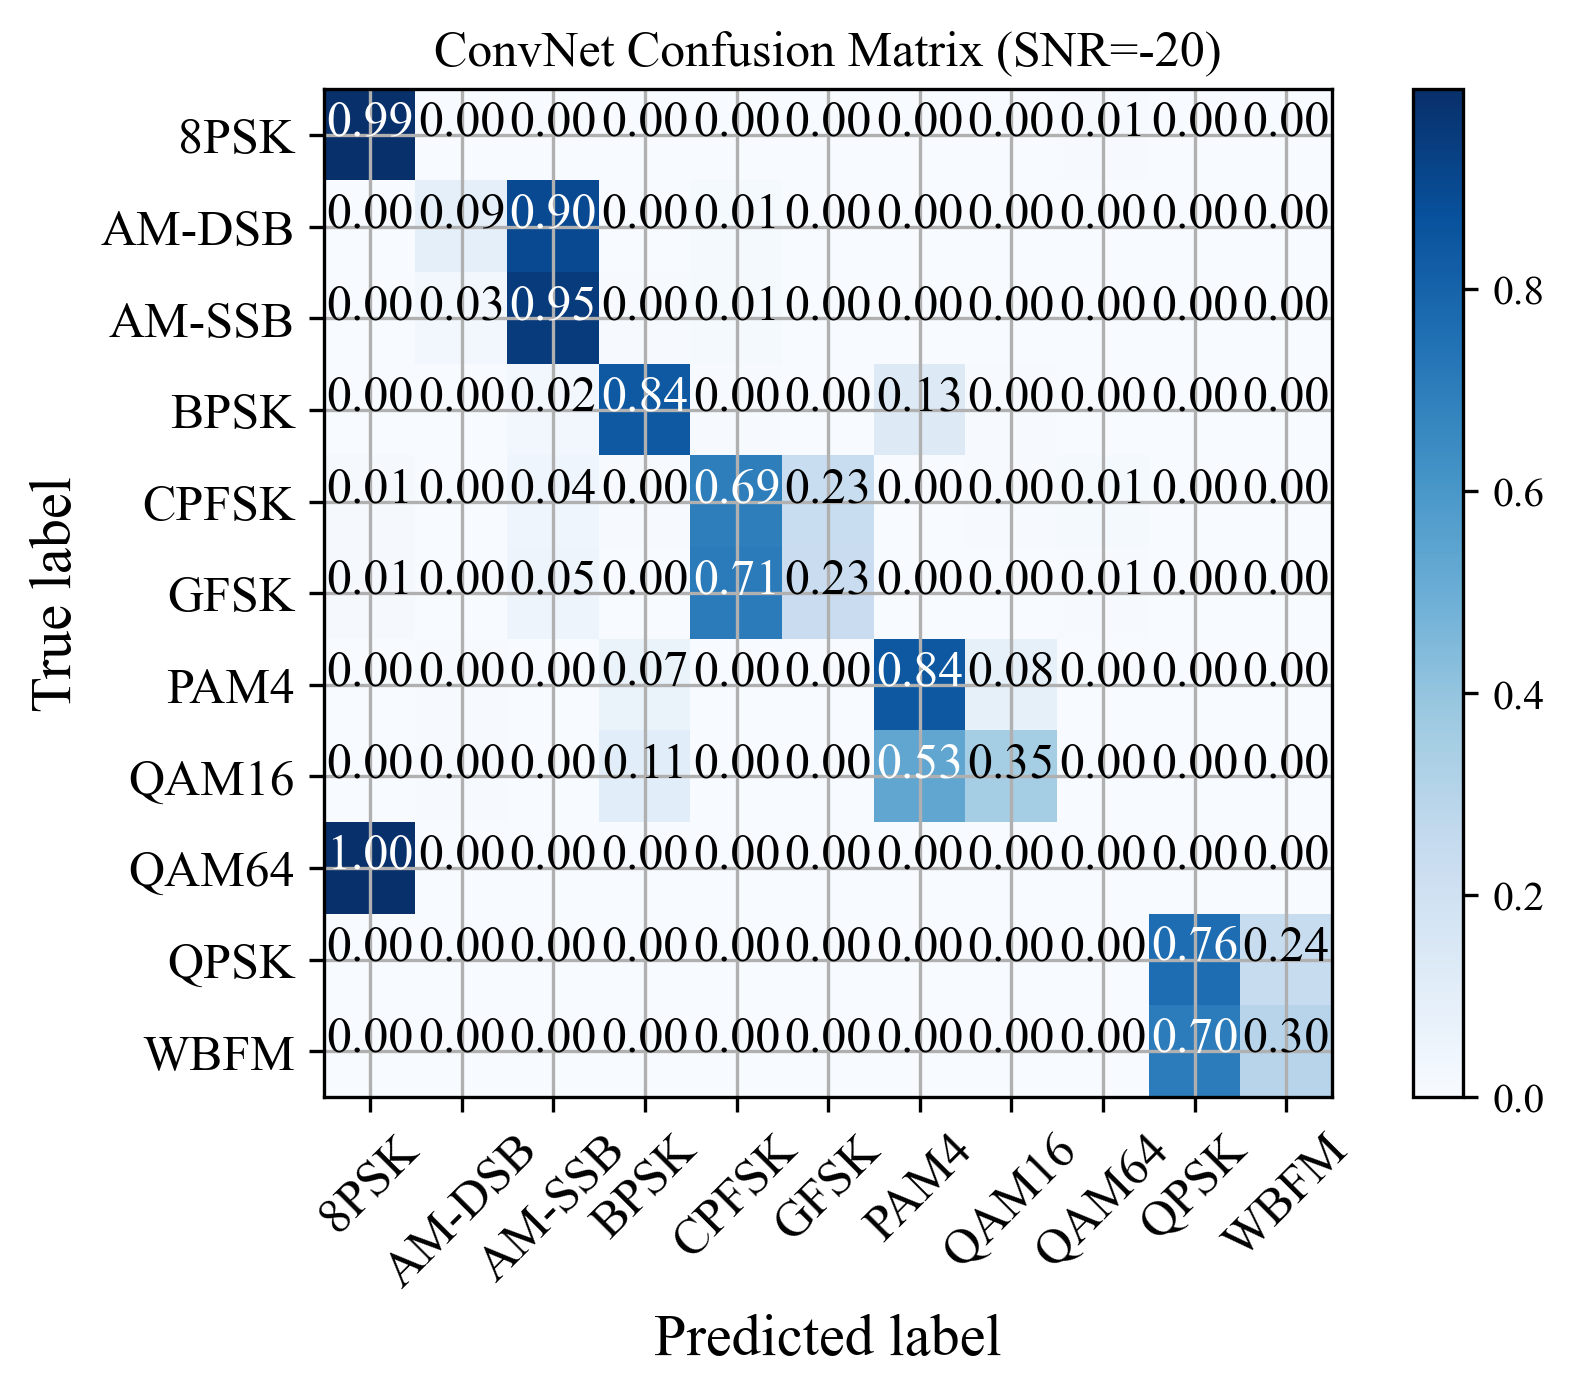 ConvNet Confusion Matrix (SNR=-20)
8PSK 0.99 0.00 0.00 0.00 0.00 0.00 0.00 0.00 0.01 0.00 0.00
AM-DSB 0.00 0.09 0.90 0.00 0.01 0.00 0.00 0.00 0.00 0.00 0.00
AM-SSB 0.00 0.03 0.95 0.00 0.01 0.00 0.00 0.00 0.00 0.00 0.00
BPSK 0.00 0.00 0.02 0.84 0.00 0.00 0.13 0.00 0.00 0.00 0.00
CPFSK 0.01 0.00 0.04 0.00 0.69 0.23 0.00 0.00 0.01 0.00 0.00
GFSK 0.01 0.00 0.05 0.00 0.71 0.23 0.00 0.00 0.01 0.00 0.00
PAM4 0.00 0.00 0.00 0.07 0.00 0.00 0.84 0.08 0.00 0.00 0.00
QAM16 0.00 0.00 0.00 0.11 0.00 0.00 0.53 0.35 0.00 0.00 0.00
QAM64 1.00 0.00 0.00 0.00 0.00 0.00 0.00 0.00 0.00 0.00 0.00
QPSK 0.00 0.00 0.00 0.00 0.00 0.00 0.00 0.00 0.00 0.76 0.24
WBFM 0.00 0.00 0.00 0.00 0.00 0.00 0.00 0.00 0.00 0.70 0.30
True label
8PSK AM-DSB AM-SSB BPSK CPFSK GFSK PAM4 QAM16 QAM64 QPSK WBFM
Predicted label
0.8
0.6
0.4
0.2
0.0